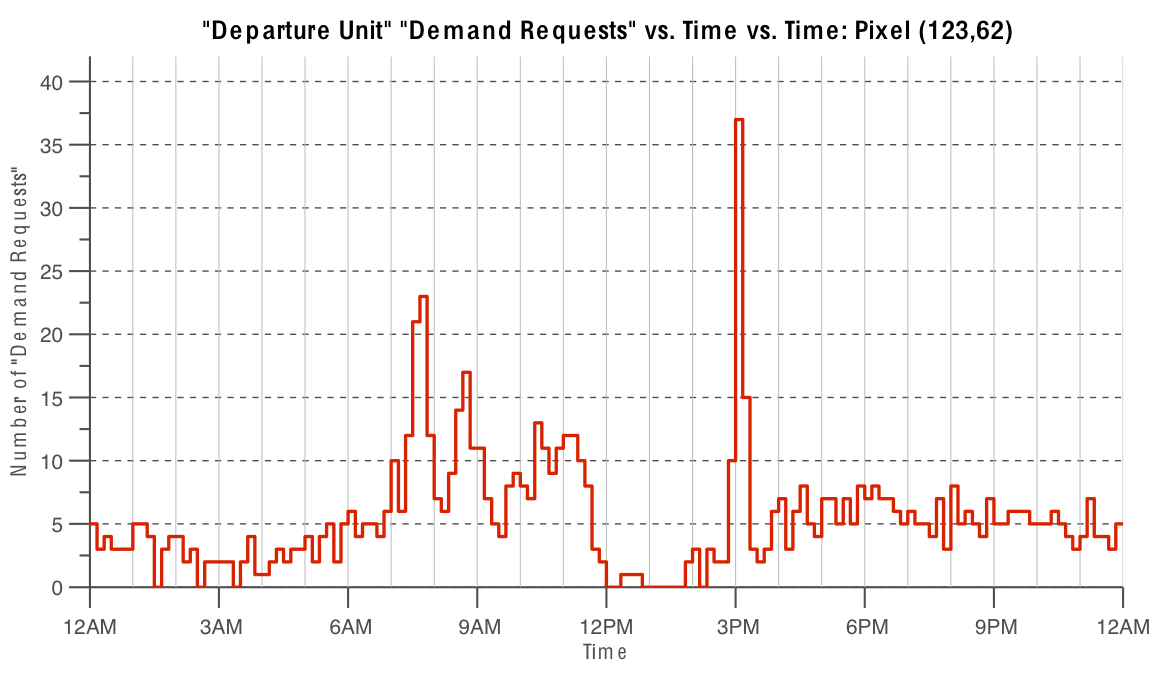 "Departure Unit" "Demand Requests" vs. Time vs. Time: Pixel (123,62)
Number of "Demand Requests"
40
35
30
25
20
15
10
5
0
12AM 3AM 6AM 9AM 12PM 3PM 6PM 9PM 12AM
Time